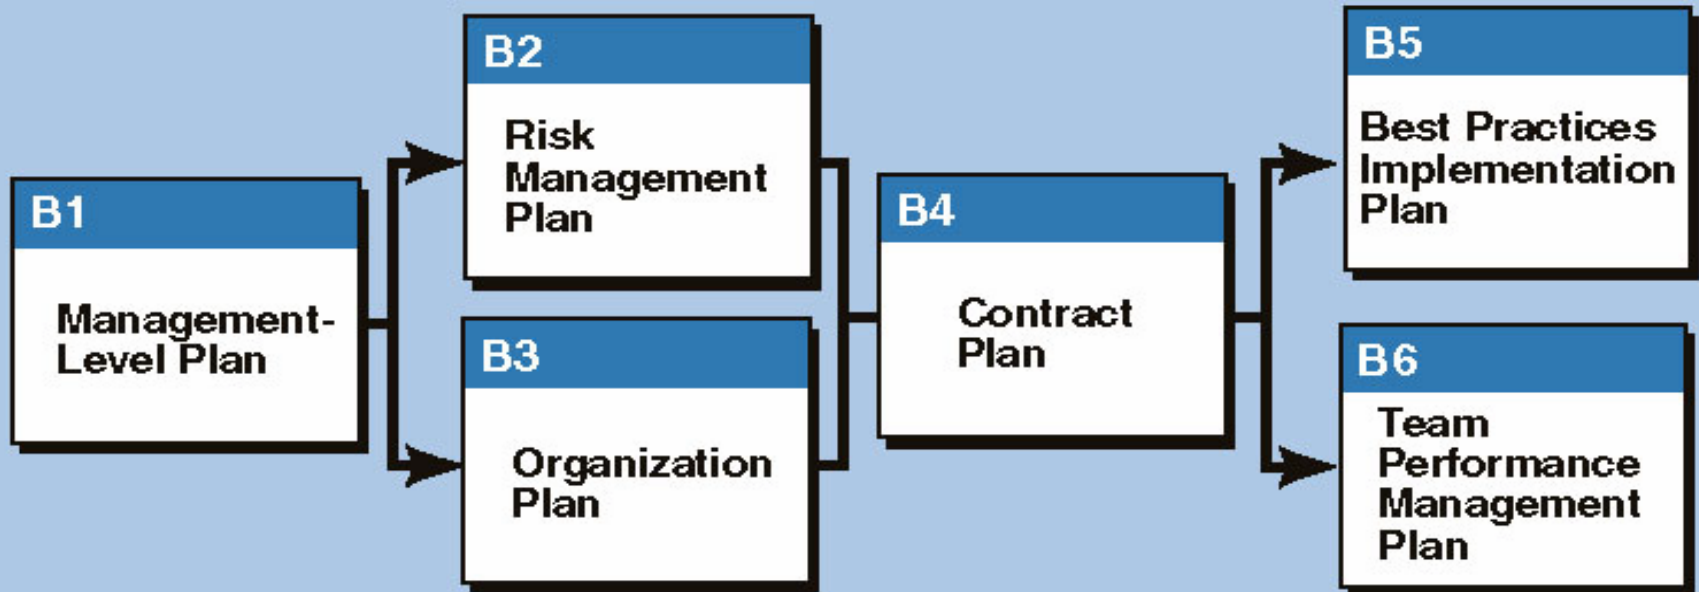 B1
Management-
Level Plan
B2
Risk
Management
Plan
B3
Organization
Plan
B4
Contract
Plan
B5
Best Practices
Implementation
Plan
B6
Team
Performance
Management
Plan